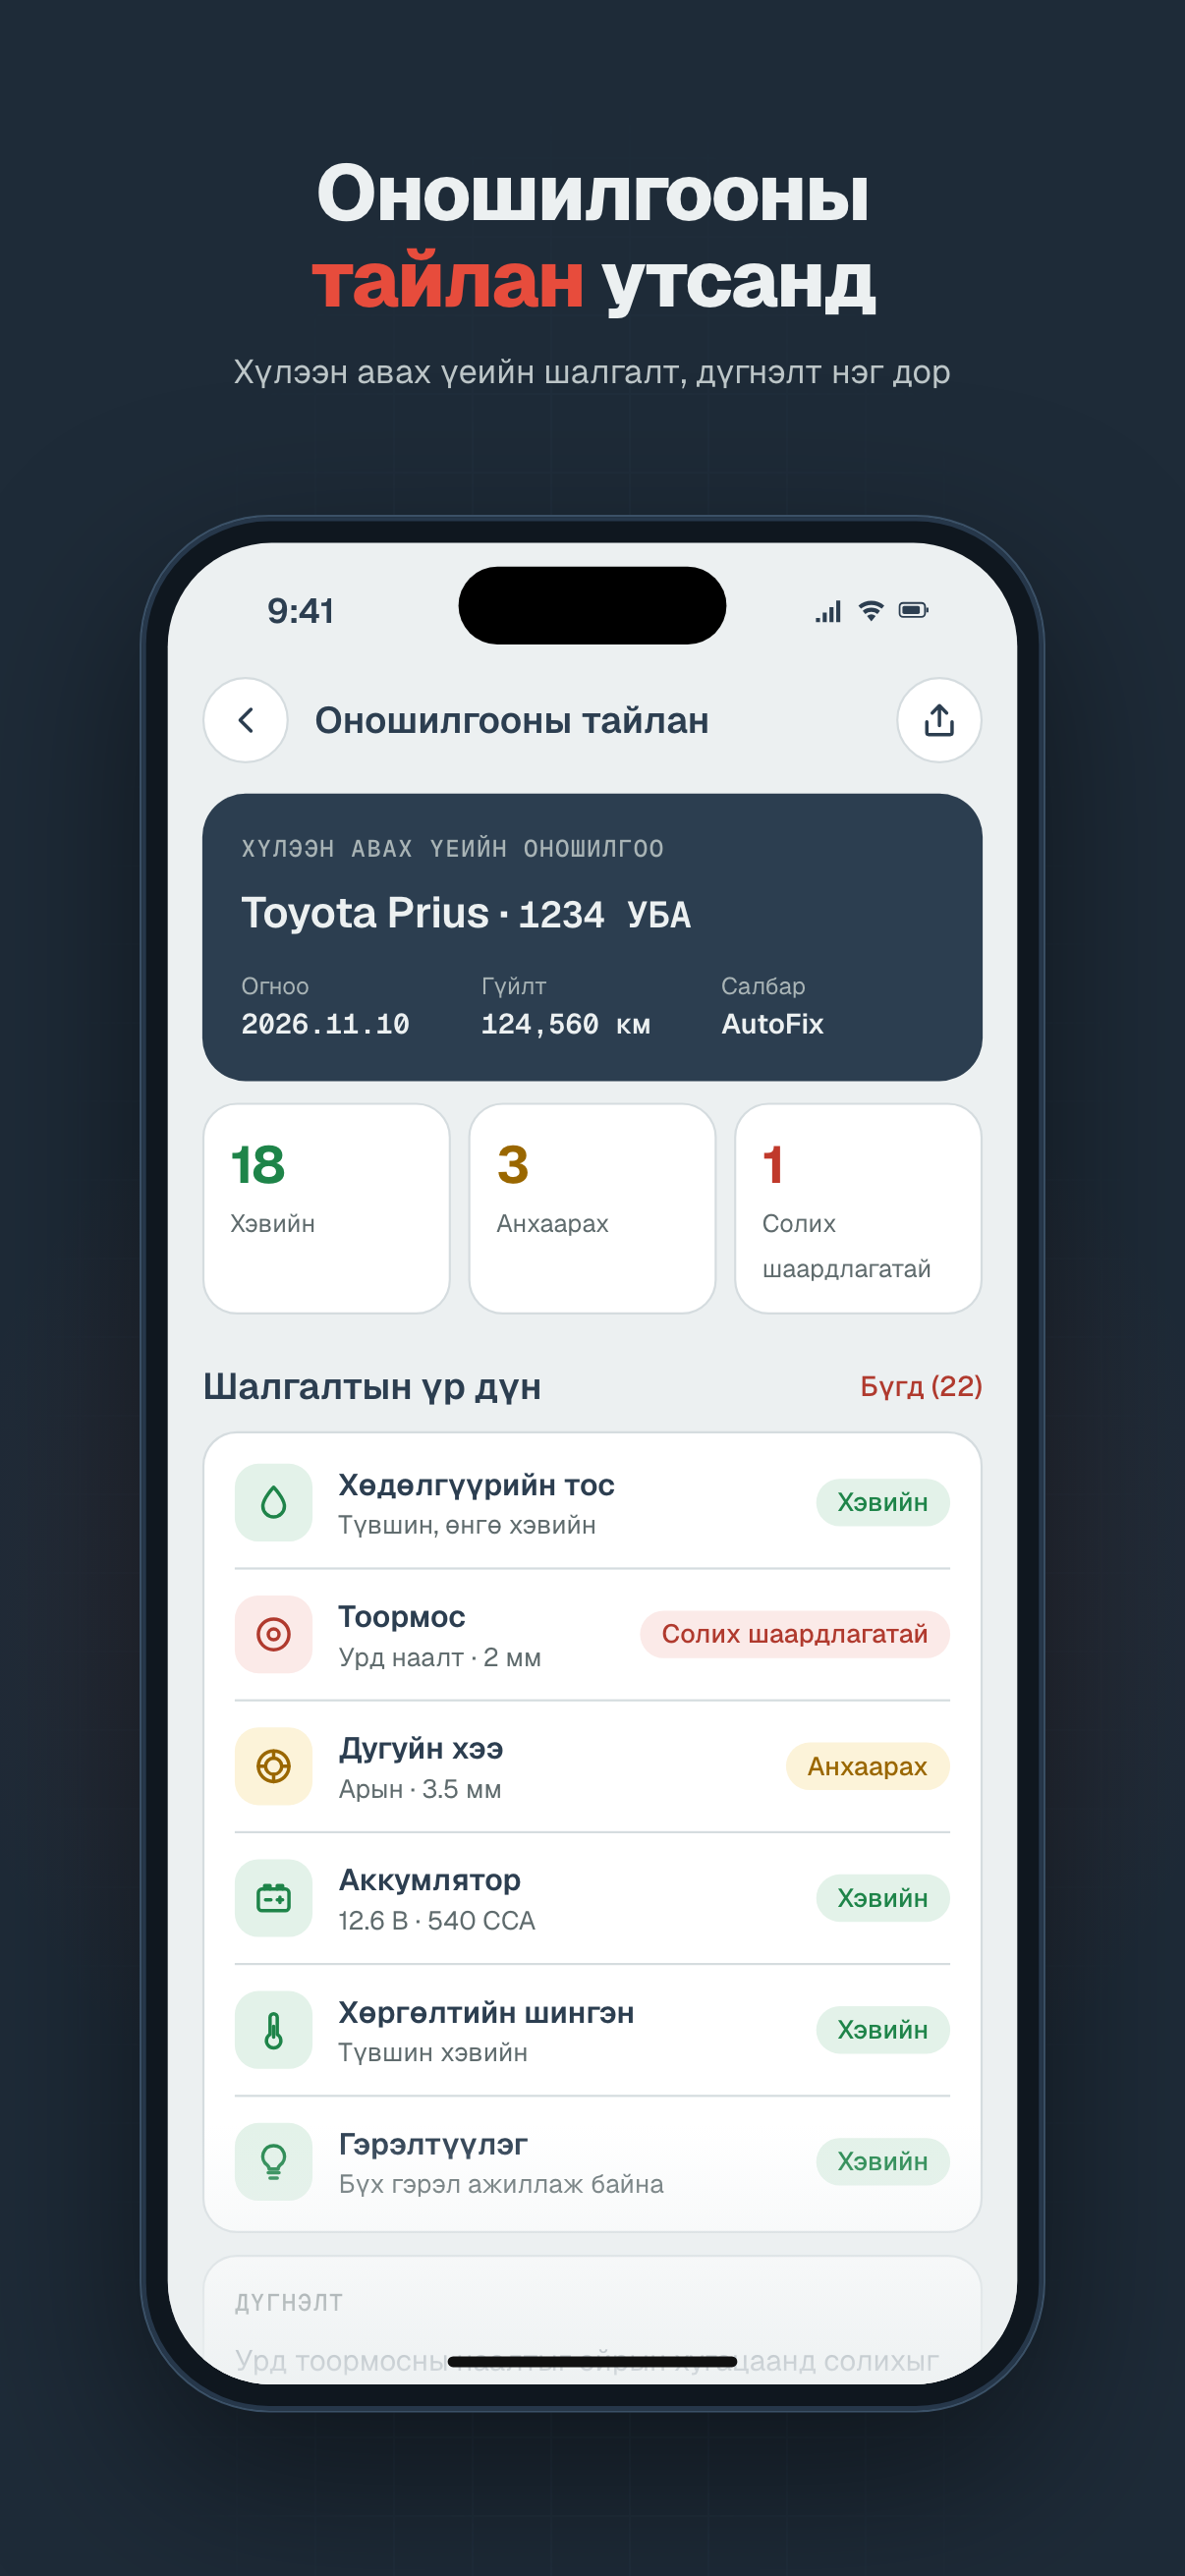 Оношилгооны
тайлан утсанд
Хүлээн авах үеийн шалгалт, дүгнэлт нэг дор
9:41
Оношилгооны тайлан
ХҮЛЭЭН АВАХ ҮЕИЙН ОНОШИЛГОО
Toyota Prius · 1234 УБА
Огноо Гүйлт Салбар
2026.11.10 124,560 км AutoFix
18 3 1
Хэвийн Анхаарах Солих
шаардлагатай
Шалгалтын үр дүн Бүгд (22)
Хөдөлгүүрийн тос
Түвшин, өнгө хэвийн
Хэвийн
Тоормос
Урд наалт · 2 мм
Солих шаардлагатай
Дугуйн хээ
Арын · 3.5 мм
Анхаарах
Аккумлятор
12.6 В · 540 CCA
Хэвийн
Хөргөлтийн шингэн
Түвшин хэвийн
Хэвийн
Гэрэлтүүлэг
Бүх гэрэл ажиллаж байна
Хэвийн
ДҮГНЭЛТ
Урд тоормосны наалтыг ойрын хугацаанд солихыг